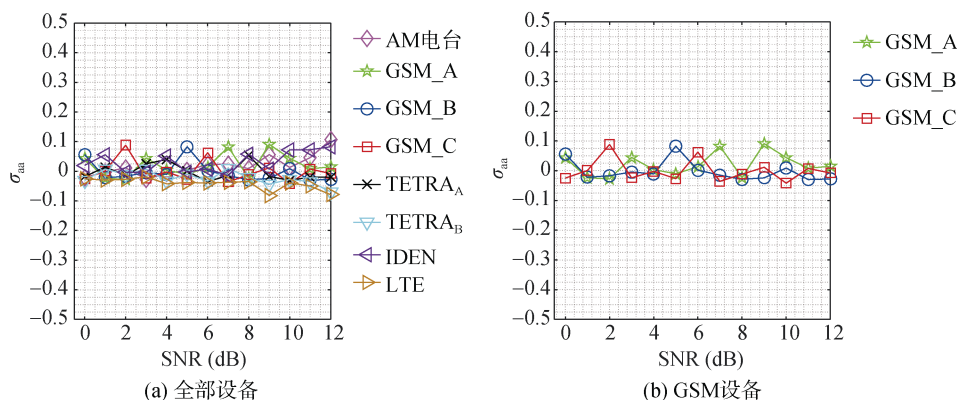 0.5
0.4
0.3
0.2
0.1
0
−0.1
−0.2
−0.3
−0.4
−0.5
σaa
0 2 4 6 8 10 12
SNR (dB)
AM电台
GSM_A
GSM_B
GSM_C
TETRAA
TETRAB
IDEN
LTE
(a) 全部设备
0.5
0.4
0.3
0.2
0.1
0
−0.1
−0.2
−0.3
−0.4
−0.5
σaa
0 2 4 6 8 10 12
SNR (dB)
GSM_A
GSM_B
GSM_C
(b) GSM设备